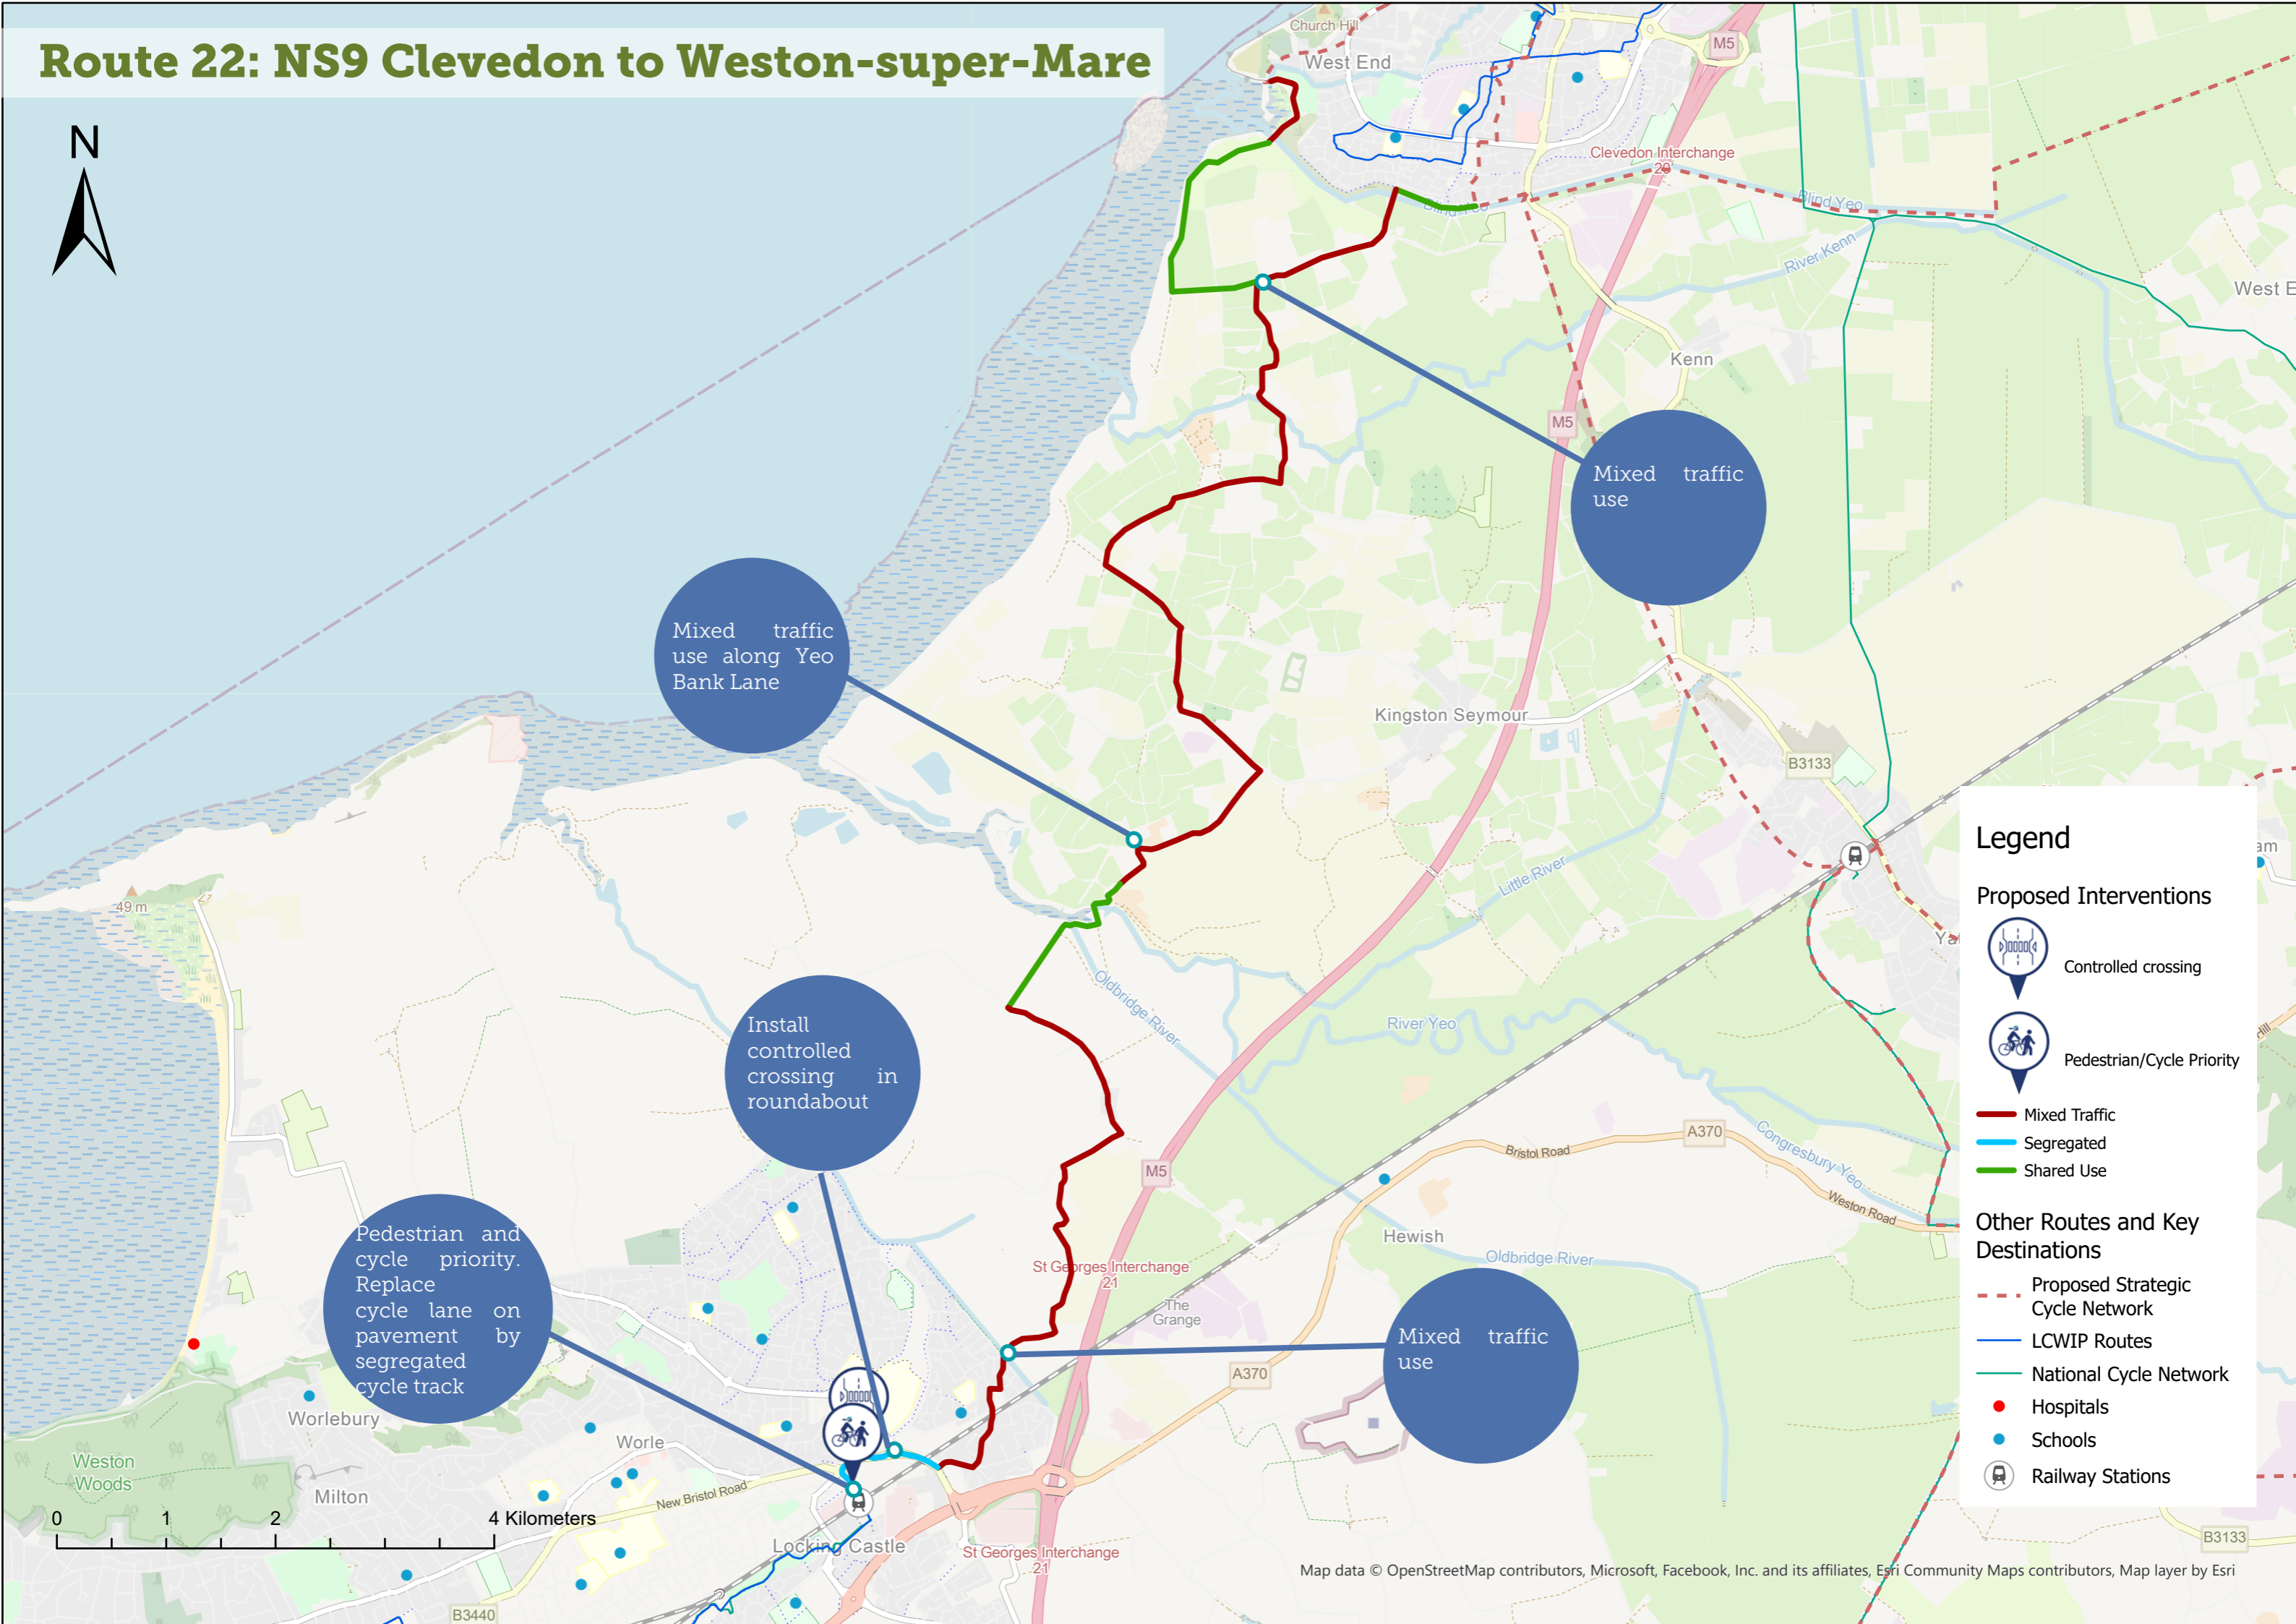 Route 22: NS9 Clevedon to Weston-super-Mare
N
Church Hill
West End
M5
Clevedon Interchange
20
Blind Yeo
Blind Yeo
River Kenn
West E
Kenn
M5
Mixed traffic
use
Mixed traffic
use along Yeo
Bank Lane
Kingston Seymour
B3133
Little River
49 m
Oldbridge River
River Yeo
Install
controlled
crossing in
roundabout
A370
Bristol Road
Congresbury Yeo
Weston Road
M5
Hewish
Oldbridge River
Pedestrian and
cycle priority.
Replace
cycle lane on
pavement by
segregated
cycle track
St Georges Interchange
21
The
Grange
Mixed traffic
use
A370
Worlebury
Worle
Weston
Woods
Milton
New Bristol Road
0 1 2 4 Kilometers
Locking Castle
St Georges Interchange
21
B3440
B3133
Legend
Proposed Interventions
Controlled crossing
Pedestrian/Cycle Priority
Mixed Traffic
Segregated
Shared Use
Other Routes and Key
Destinations
Proposed Strategic
Cycle Network
LCWIP Routes
National Cycle Network
Hospitals
Schools
Railway Stations
am
Ya
Hill
Map data © OpenStreetMap contributors, Microsoft, Facebook, Inc. and its affiliates, Esri Community Maps contributors, Map layer by Esri